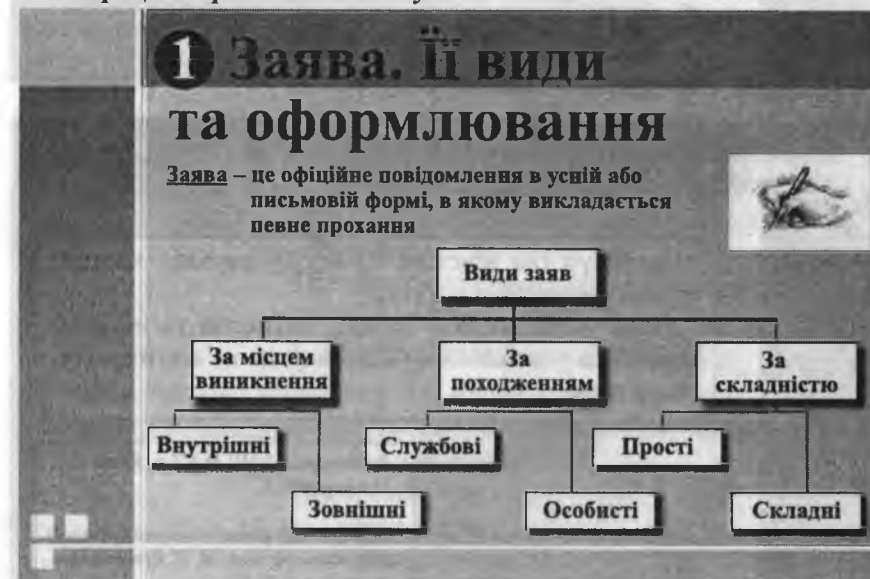 1 Заява. Її види
та оформлювання
Заява – це офіційне повідомлення в усній або
письмовій формі, в якому викладається
певне прохання
Види заяв
За місцем
виникнення
За
походженням
За
складністю
Внутрішні
Службові
Прості
Зовнішні
Особисті
Складні